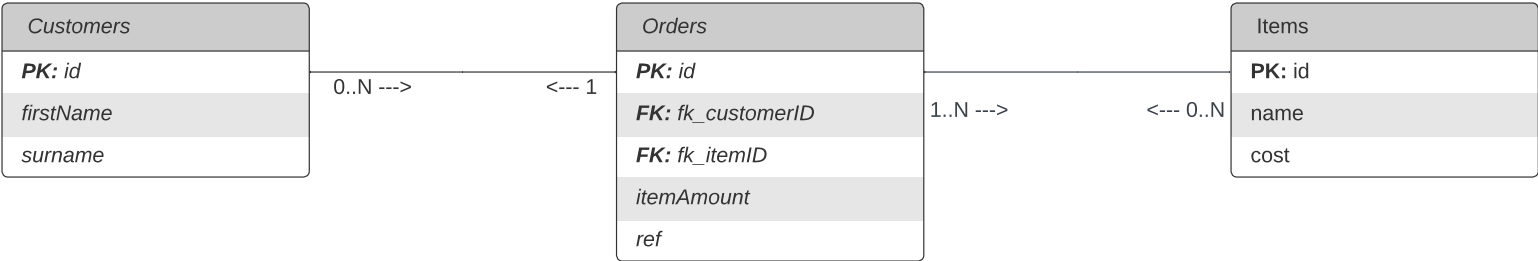 Customers
PK: id
firstName
surname
0..N --->
<--- 1
Orders
PK: id
FK: fk_customerID
FK: fk_itemID
itemAmount
ref
1..N --->
<--- 0..N
Items
PK: id
name
cost